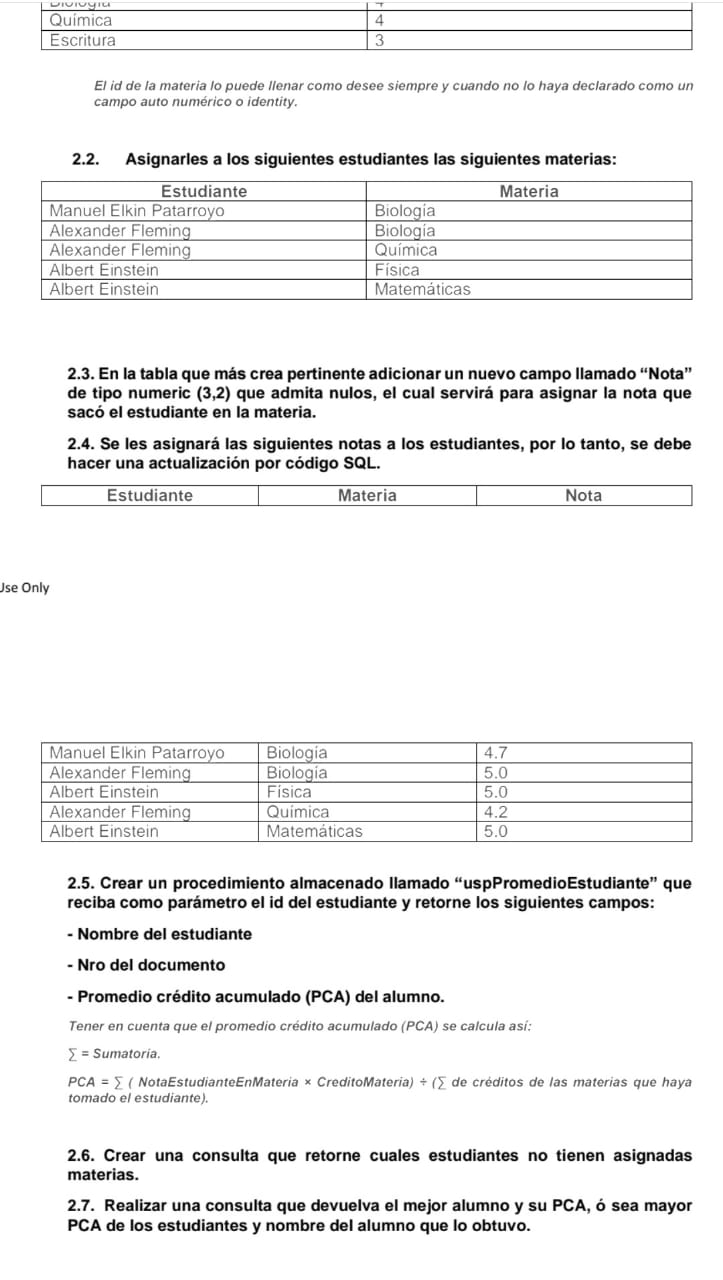 Química 4
Escritura 3
El id de la materia lo puede llenar como desee siempre y cuando no lo haya declarado como un
campo auto numérico o identity.
2.2. Asignarles a los siguientes estudiantes las siguientes materias:
Estudiante Materia
Manuel Elkin Patarroyo Biología
Alexander Fleming Biología
Alexander Fleming Química
Albert Einstein Física
Albert Einstein Matemáticas
2.3. En la tabla que más crea pertinente adicionar un nuevo campo llamado “Nota”
de tipo numeric (3,2) que admita nulos, el cual servirá para asignar la nota que
sacó el estudiante en la materia.
2.4. Se les asignará las siguientes notas a los estudiantes, por lo tanto, se debe
hacer una actualización por código SQL.
Estudiante Materia Nota
Use Only
Manuel Elkin Patarroyo Biología 4.7
Alexander Fleming Biología 5.0
Albert Einstein Física 5.0
Alexander Fleming Química 4.2
Albert Einstein Matemáticas 5.0
2.5. Crear un procedimiento almacenado llamado “uspPromedioEstudiante” que
reciba como parámetro el id del estudiante y retorne los siguientes campos:
- Nombre del estudiante
- Nro del documento
- Promedio crédito acumulado (PCA) del alumno.
Tener en cuenta que el promedio crédito acumulado (PCA) se calcula así:
∑ = Sumatoria.
PCA = ∑ ( NotaEstudianteEnMateria × CreditoMateria) ÷ (∑ de créditos de las materias que haya
tomado el estudiante).
2.6. Crear una consulta que retorne cuales estudiantes no tienen asignadas
materias.
2.7. Realizar una consulta que devuelva el mejor alumno y su PCA, ó sea mayor
PCA de los estudiantes y nombre del alumno que lo obtuvo.